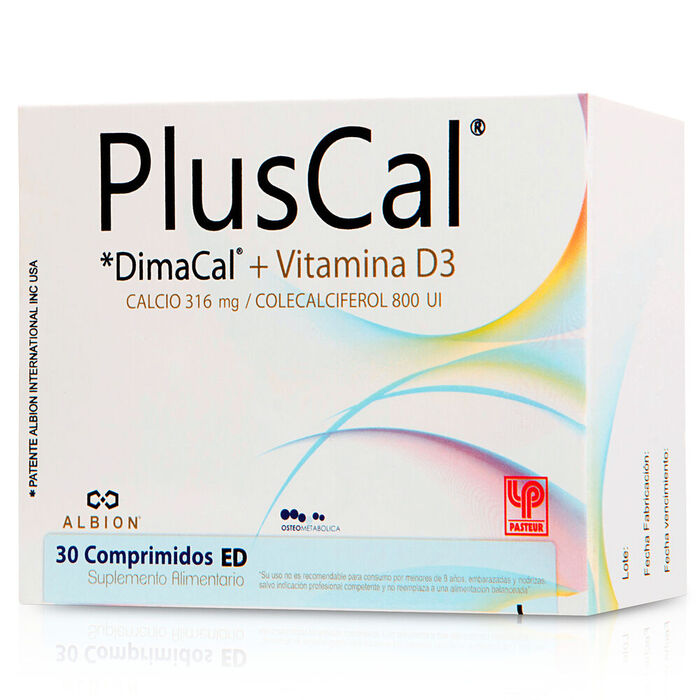 PlusCal®
*DimaCal® + Vitamina D3
CALCIO 316 mg / COLECALCIFEROL 800 UI
* PATENTE ALBION INTERNATIONAL INC USA
ALBION®
OSTEOMETABOLICA
LP
PASTEUR
30 Comprimidos ED
Suplemento Alimentario
*Su uso no es recomendable para consumo por menores de 8 años, embarazadas y nodrizas,
salvo indicación profesional competente y no reemplaza a una alimentación balanceada"
Lote:
Fecha Fabricación:
Fecha vencimiento: